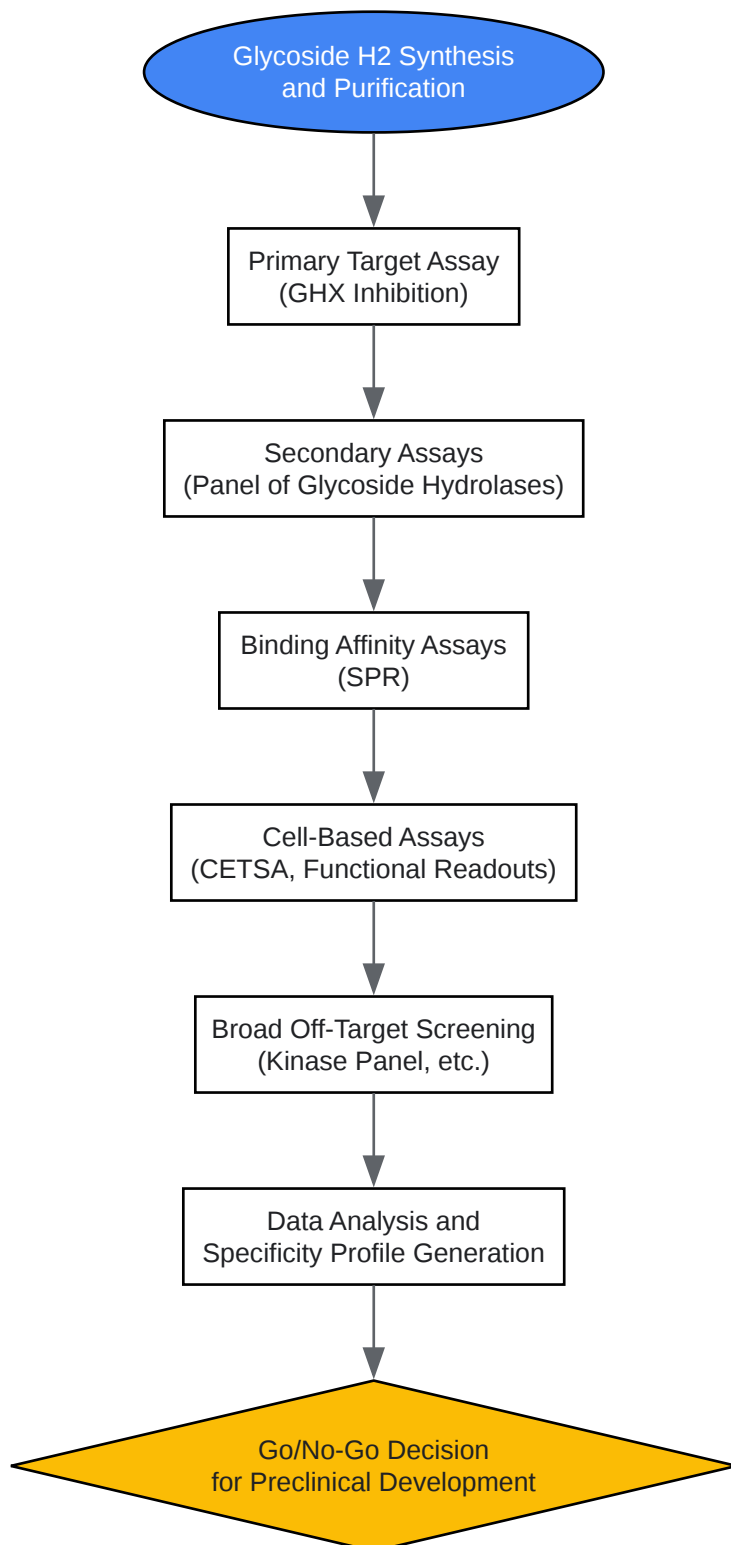 Glycoside H2 Synthesis
and Purification
Primary Target Assay
(GHX Inhibition)
Secondary Assays
(Panel of Glycoside Hydrolases)
Binding Affinity Assays
(SPR)
Cell-Based Assays
(CETSA, Functional Readouts)
Broad Off-Target Screening
(Kinase Panel, etc.)
Data Analysis and
Specificity Profile Generation
Go/No-Go Decision
for Preclinical Development